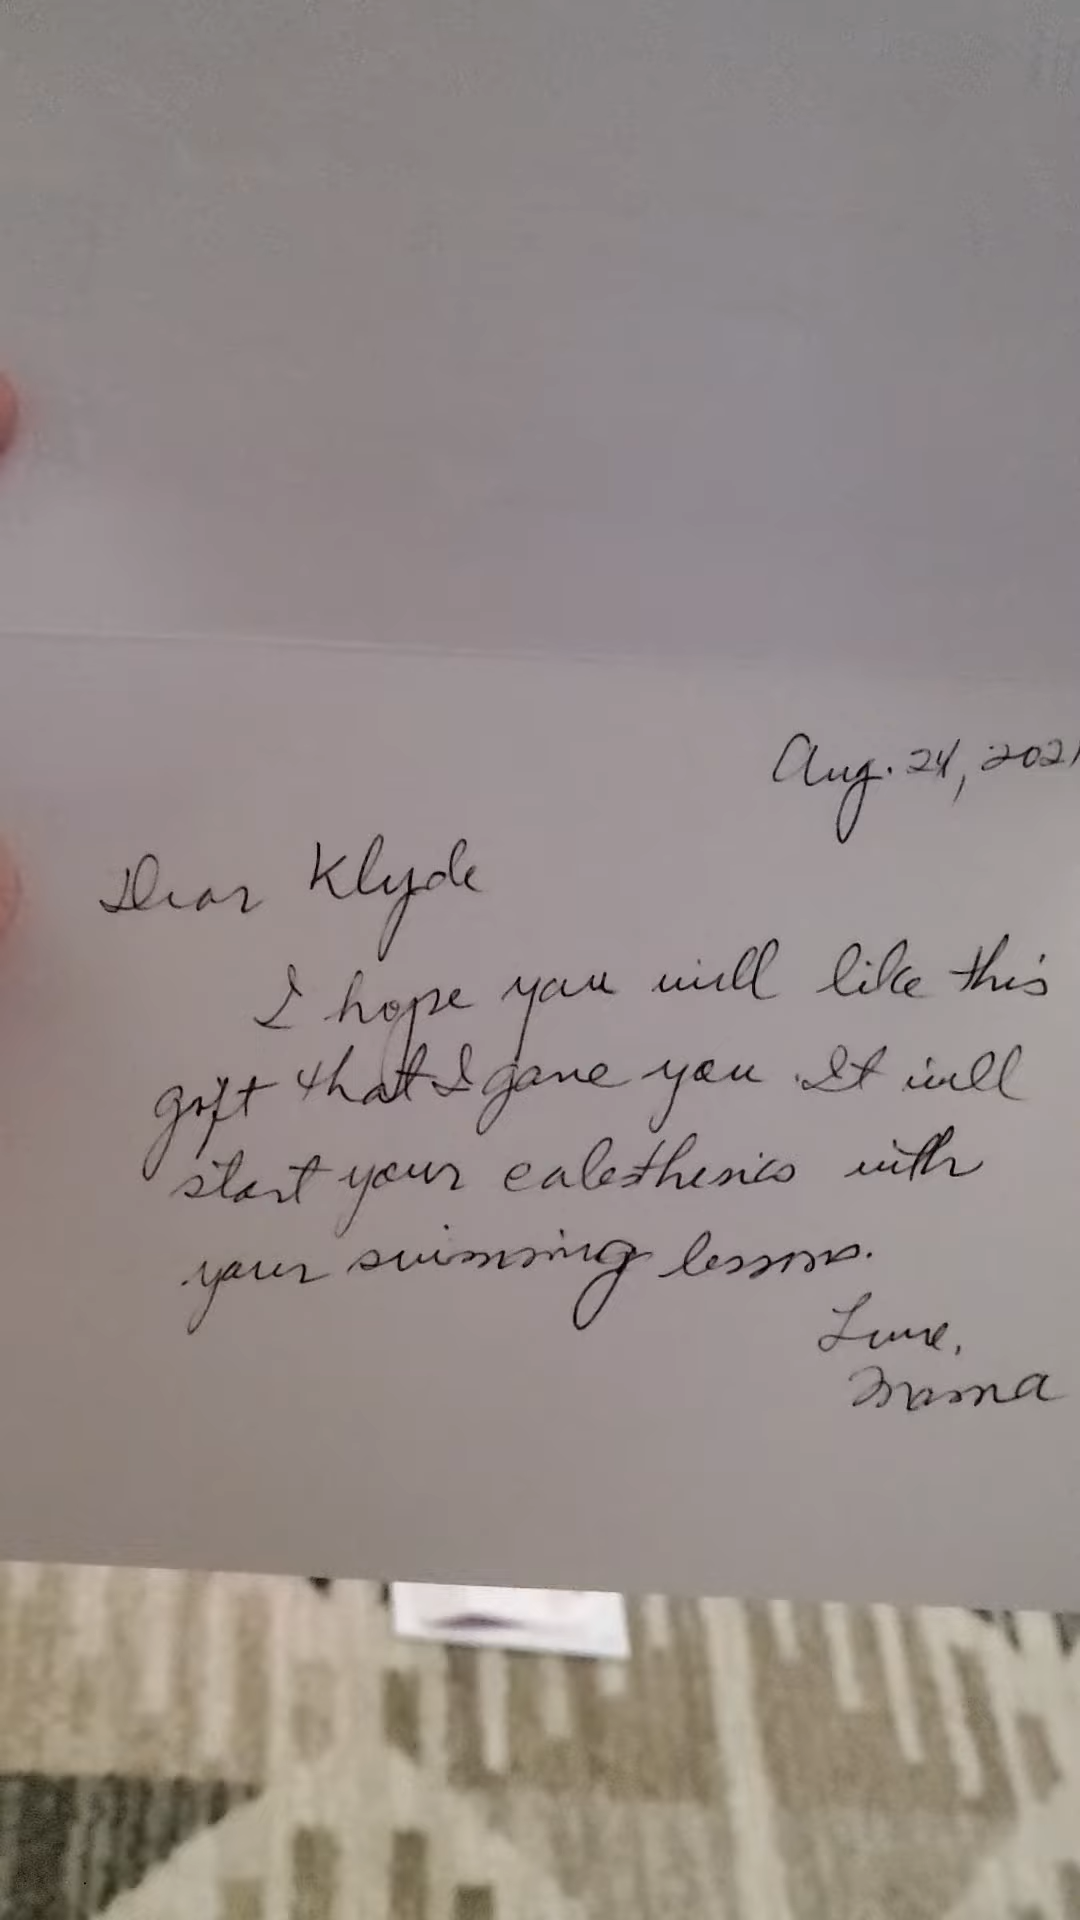 Aug. 24, 2021
Dear Klyde
I hope you will like this
gift that I gave you. It will
start your calesthenics with
your swimming lessons.
Love,
Mama